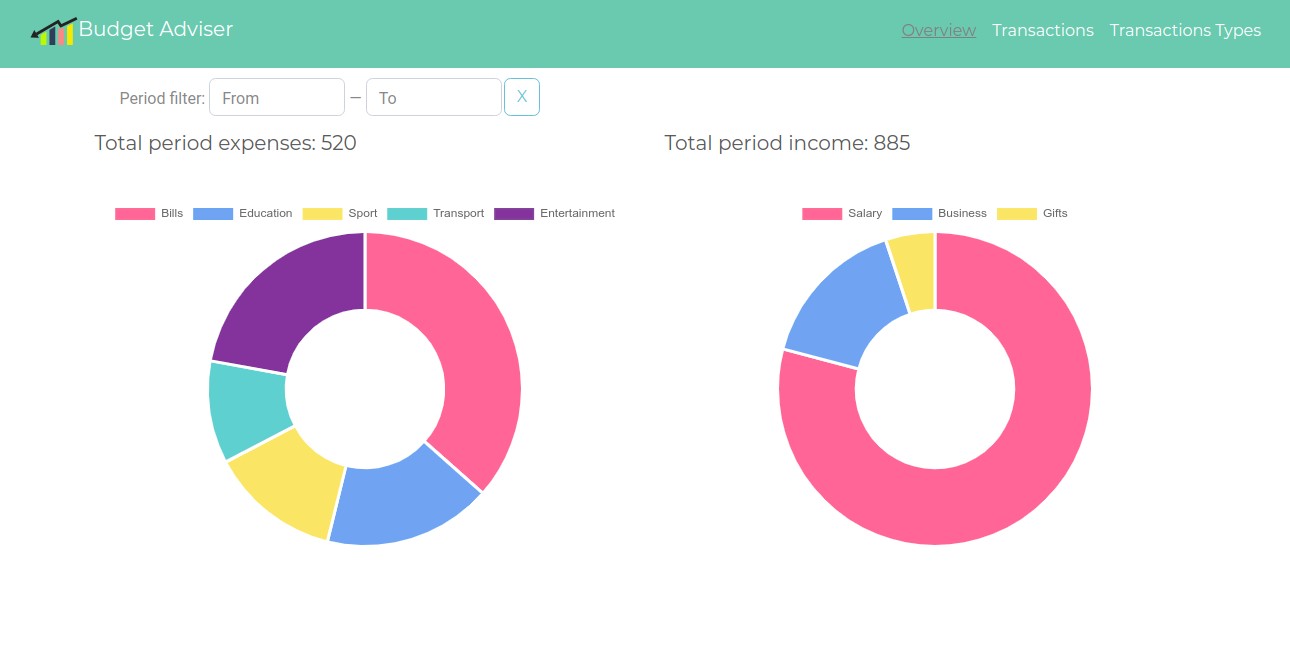 Budget Adviser
Overview Transactions Transactions Types
Period filter: From — To X
Total period expenses: 520
Total period income: 885
Bills Education Sport Transport Entertainment
Salary Business Gifts